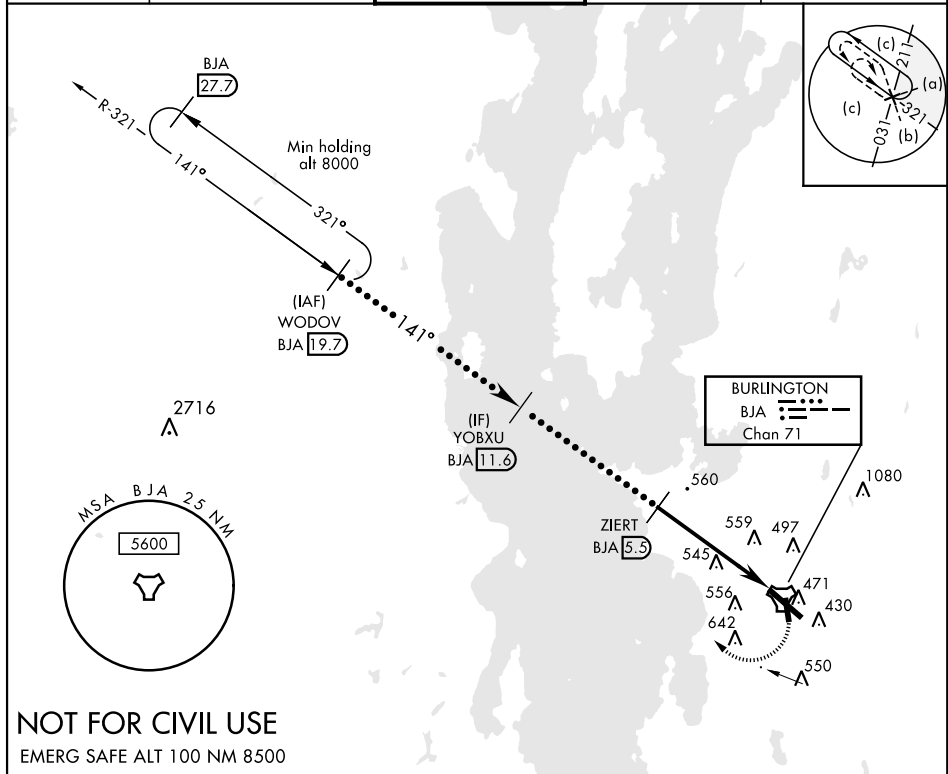 BJA
27.7
R-321
141°
Min holding
alt 8000
321°
(IAF)
WODOV
BJA 19.7
141°
(IF)
YOBXU
BJA 11.6
ZIERT
BJA 5.5
BURLINGTON
BJA
Chan 71
2716
560
1080
559
497
545
556
471
430
642
550
MSA BJA 25 NM
5600
(c)
211
(a)
(c)
321
031
(b)
NOT FOR CIVIL USE
EMERG SAFE ALT 100 NM 8500